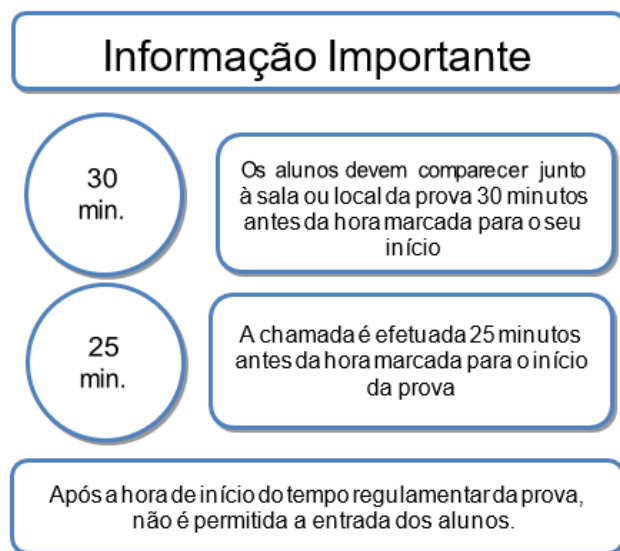 Informação Importante
30
min.
Os alunos devem comparecer junto
à sala ou local da prova 30 minutos
antes da hora marcada para o seu
início
25
min.
A chamada é efetuada 25 minutos
antes da hora marcada para o início
da prova
Após a hora de início do tempo regulamentar da prova,
não é permitida a entrada dos alunos.